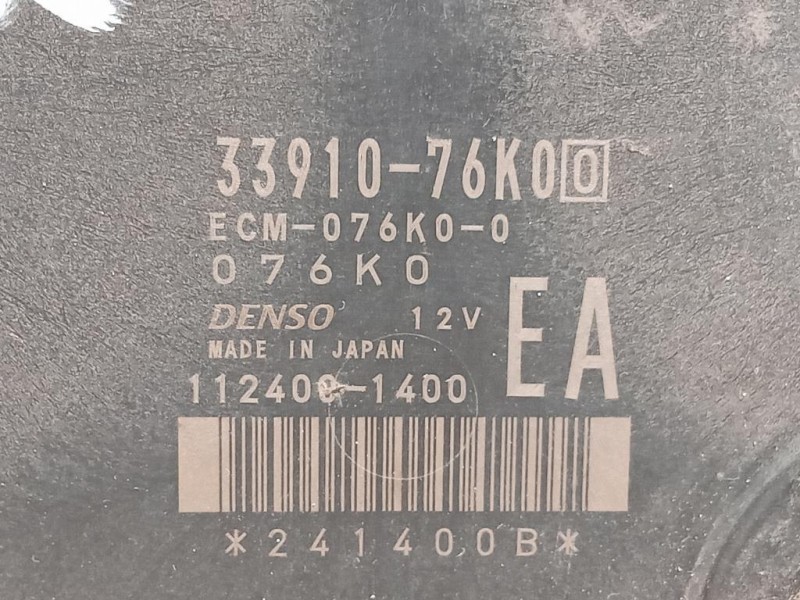 33910-76K00
ECM-076K0-0
076K0
DENSO 12V EA
MADE IN JAPAN
112400-1400
*241400B*